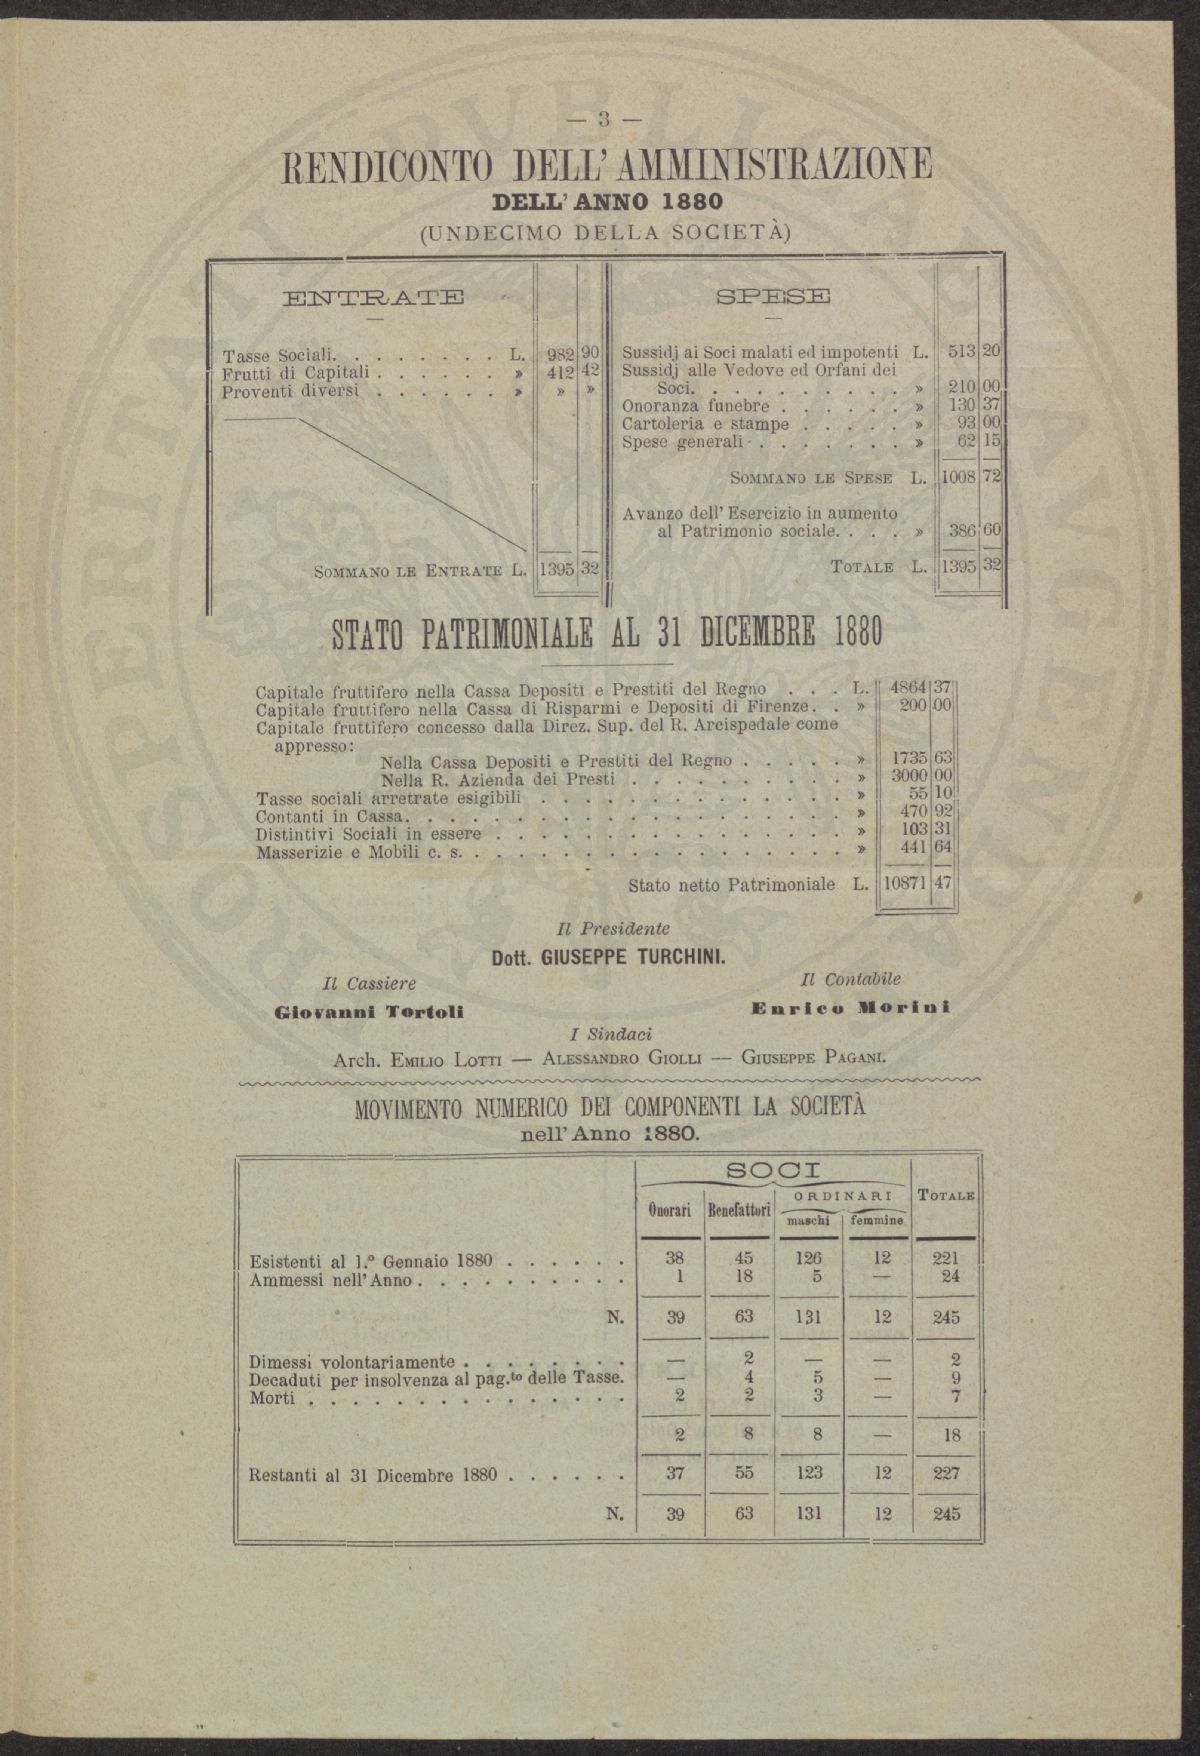 — 3 —
RENDICONTO DELL' AMMINISTRAZIONE
DELL' ANNO 1880
(UNDECIMO DELLA SOCIETÀ)
ENTRATE
Tasse Sociali. . . . . . . . L. 982 90
Frutti di Capitali . . . . . . » 412 42
Proventi diversi . . . . . . » » »
SOMMANO LE ENTRATE L. 1395 32
SPESE
Sussidj ai Soci malati ed impotenti L. 513 20
Sussidj alle Vedove ed Orfani dei
Soci. . . . . . . . . . » 210 00
Onoranza funebre . . . . . . » 130 37
Cartoleria e stampe . . . . . » 93 00
Spese generali . . . . . . . » 62 15
SOMMANO LE SPESE L. 1008 72
Avanzo dell' Esercizio in aumento
al Patrimonio sociale. . . . » 386 60
TOTALE L. 1395 32
STATO PATRIMONIALE AL 31 DICEMBRE 1880
Capitale fruttifero nella Cassa Depositi e Prestiti del Regno . . . L. 4864 37
Capitale fruttifero nella Cassa di Risparmi e Depositi di Firenze. . » 200 00
Capitale fruttifero concesso dalla Direz. Sup. del R. Arcispedale come
appresso:
Nella Cassa Depositi e Prestiti del Regno . . . . . » 1735 63
Nella R. Azienda dei Presti . . . . . . . . . . » 3000 00
Tasse sociali arretrate esigibili . . . . . . . . . . . . . . » 55 10
Contanti in Cassa. . . . . . . . . . . . . . . . . . » 470 92
Distintivi Sociali in essere . . . . . . . . . . . . . . . » 103 31
Masserizie e Mobili c. s. . . . . . . . . . . . . . . . » 441 64
Stato netto Patrimoniale L. 10871 47
Il Presidente
Dott. GIUSEPPE TURCHINI.
Il Cassiere Il Contabile
Giovanni Tortoli Enrico Morini
I Sindaci
Arch. EMILIO LOTTI — ALESSANDRO GIOLLI — GIUSEPPE PAGANI.
MOVIMENTO NUMERICO DEI COMPONENTI LA SOCIETÀ
nell' Anno 1880.
SOCI
Onorari Benefattori ORDINARI TOTALE
maschi femmine
Esistenti al 1.º Gennaio 1880 . . . . . . 38 45 126 12 221
Ammessi nell' Anno . . . . . . . . . . 1 18 5 — 24
N. 39 63 131 12 245
Dimessi volontariamente . . . . . . . . — 2 — — 2
Decaduti per insolvenza al pag.to delle Tasse. — 4 5 — 9
Morti . . . . . . . . . . . . . . . 2 2 3 — 7
2 8 8 — 18
Restanti al 31 Dicembre 1880 . . . . . . 37 55 123 12 227
N. 39 63 131 12 245